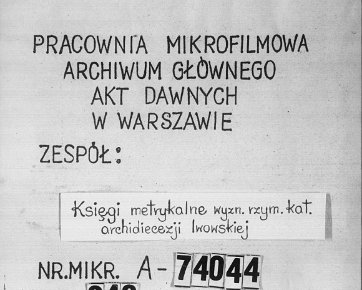 PRACOWNIA MIKROFILMOWA
ARCHIWUM GŁÓWNEGO
AKT DAWNYCH
W WARSZAWIE
ZESPÓŁ:
Księgi metrykalne wyzn. rzym. kat.
archidiecezji lwowskiej
NR. MIKR. A-74044